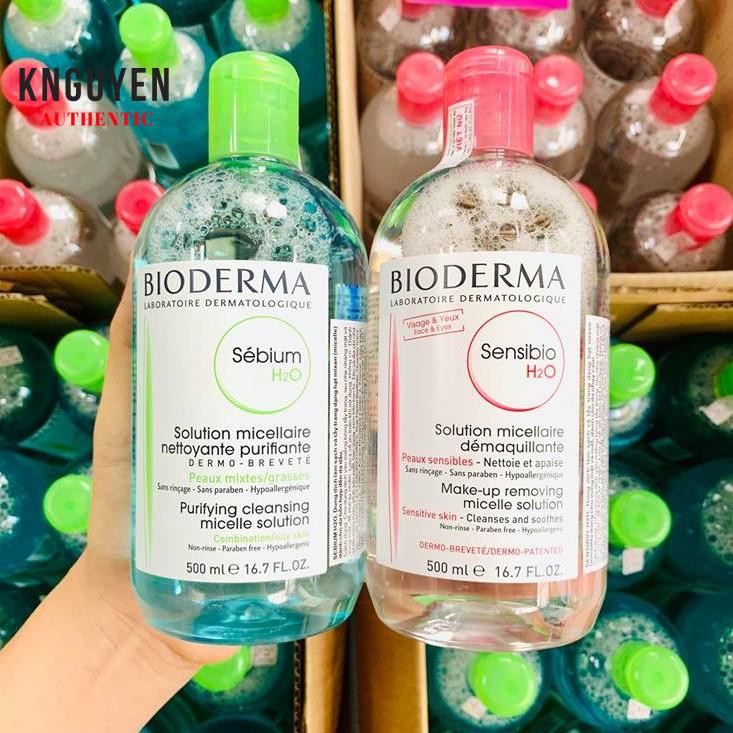 KNGUYEN
AUTHENTIC
BIODERMA
LABORATOIRE DERMATOLOGIQUE
Sébium
H2O
Solution micellaire
nettoyante purifiante
DERMO-BREVETÉ
Peaux mixtes/grasses
Sans rinçage - Sans paraben - Hypoallergénique
Purifying cleansing
micelle solution
Combination/oily skin
Non-rinse - Paraben free - Hypoallergenic
500 ml e 16.7 FL.OZ.
VIỆT NỮ
BIODERMA
LABORATOIRE DERMATOLOGIQUE
Visage & Yeux
Face & Eyes
Sensibio
H2O
Solution micellaire
démaquillante
Peaux sensibles - Nettoie et apaise
Sans rinçage - Sans paraben - Hypoallergénique
Make-up removing
micelle solution
Sensitive skin - Cleanses and soothes
Non-rinse - Paraben free - Hypoallergenic
DERMO-BREVETÉ/DERMO-PATENTED
500 ml e 16.7 FL.OZ.